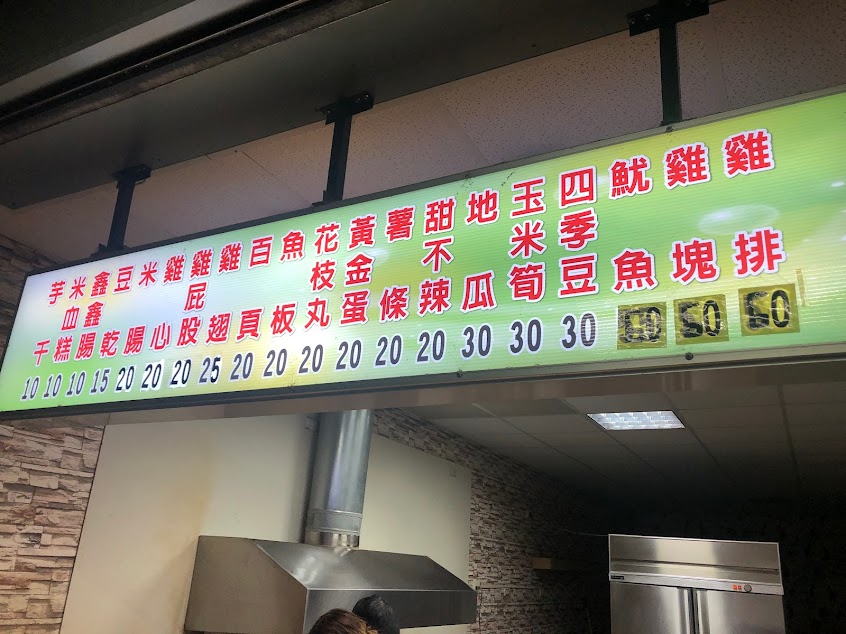 雞排 60
雞塊 50
魷魚
四季豆 30
玉米筍 30
地瓜 30
甜不辣 20
薯條 20
黃金蛋 20
花枝丸 20
魚板 20
百頁 20
雞翅 25
雞屁股 20
雞心 20
米腸 20
豆乾 15
鑫鑫腸 10
米血糕 10
芋千 10